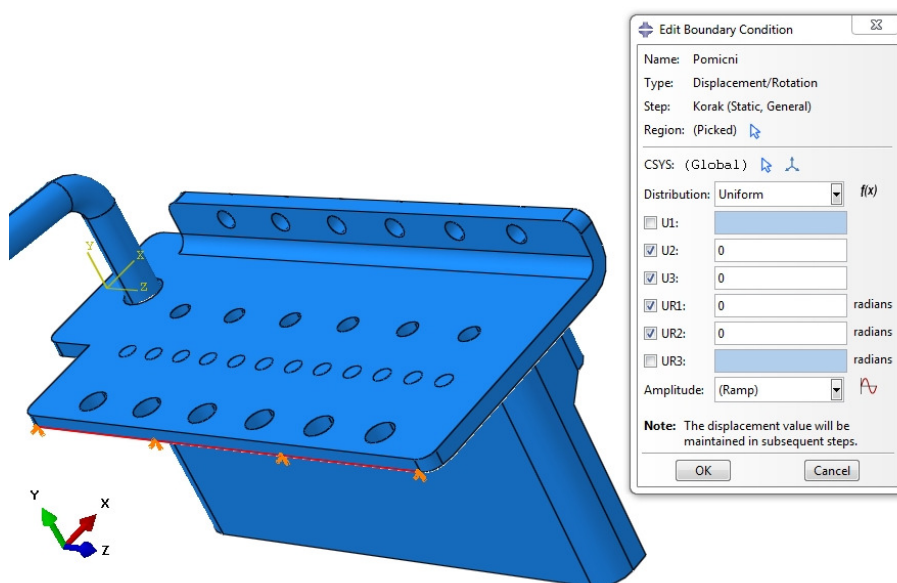 Edit Boundary Condition
Name: Pomicni
Type: Displacement/Rotation
Step: Korak (Static, General)
Region: (Picked)
CSYS: (Global)
Distribution: Uniform f(x)
U1:
U2: 0
U3: 0
UR1: 0 radians
UR2: 0 radians
UR3: radians
Amplitude: (Ramp)
Note: The displacement value will be
maintained in subsequent steps.
OK Cancel
Y X
Z
Y X
Z